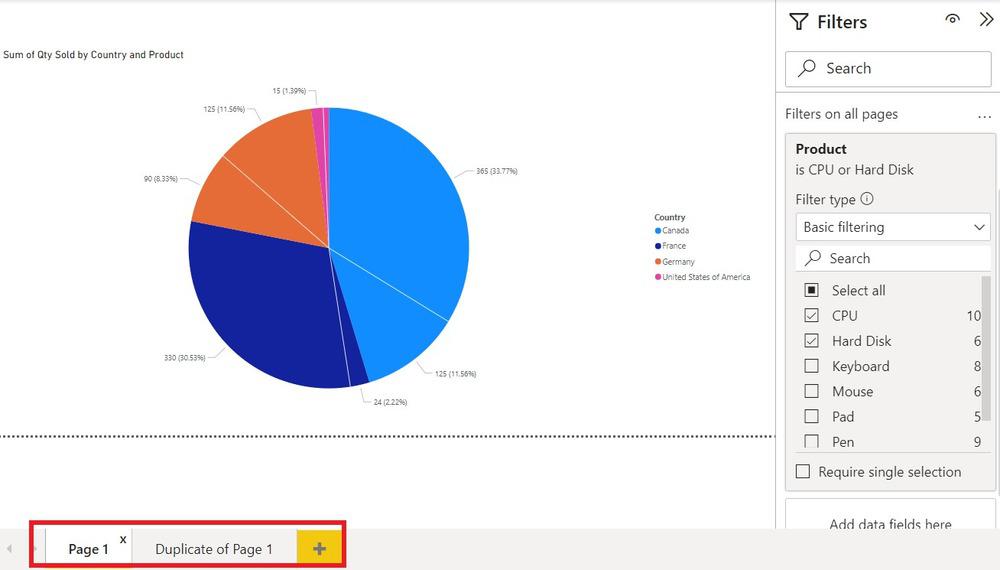 Filters
Search
Sum of Qty Sold by Country and Product
15 (1.39%)
125 (11.56%)
365 (33.77%)
90 (8.33%)
330 (30.53%)
125 (11.56%)
24 (2.22%)
Country
Canada
France
Germany
United States of America
Filters on all pages
...
Product
is CPU or Hard Disk
Filter type
Basic filtering
Search
Select all
CPU 10
Hard Disk 6
Keyboard 8
Mouse 6
Pad 5
Pen 9
Require single selection
Add data fields here
Page 1 x
Duplicate of Page 1
+